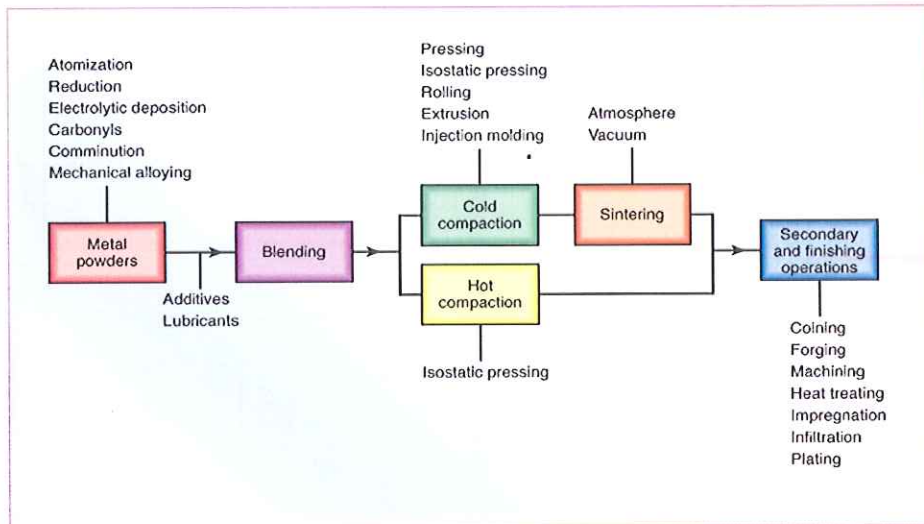 Atomization
Reduction
Electrolytic deposition
Carbonyls
Comminution
Mechanical alloying
Metal
powders
Additives
Lubricants
Blending
Pressing
Isostatic pressing
Rolling
Extrusion
Injection molding
Cold
compaction
Hot
compaction
Isostatic pressing
Atmosphere
Vacuum
Sintering
Secondary
and finishing
operations
Coining
Forging
Machining
Heat treating
Impregnation
Infiltration
Plating